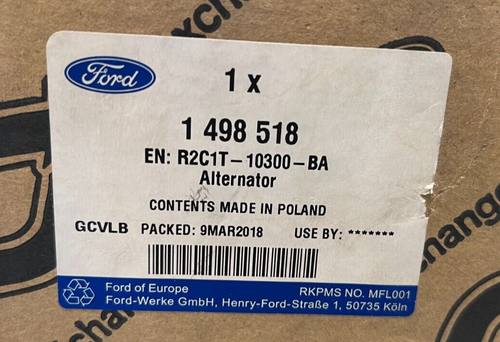 Ford
1 x
1 498 518
EN: R2C1T-10300-BA
Alternator
CONTENTS MADE IN POLAND
GCVLB PACKED: 9MAR2018 USE BY: *******
Ford of Europe RKPMS NO. MFL001
Ford-Werke GmbH, Henry-Ford-Straße 1, 50735 Köln
change